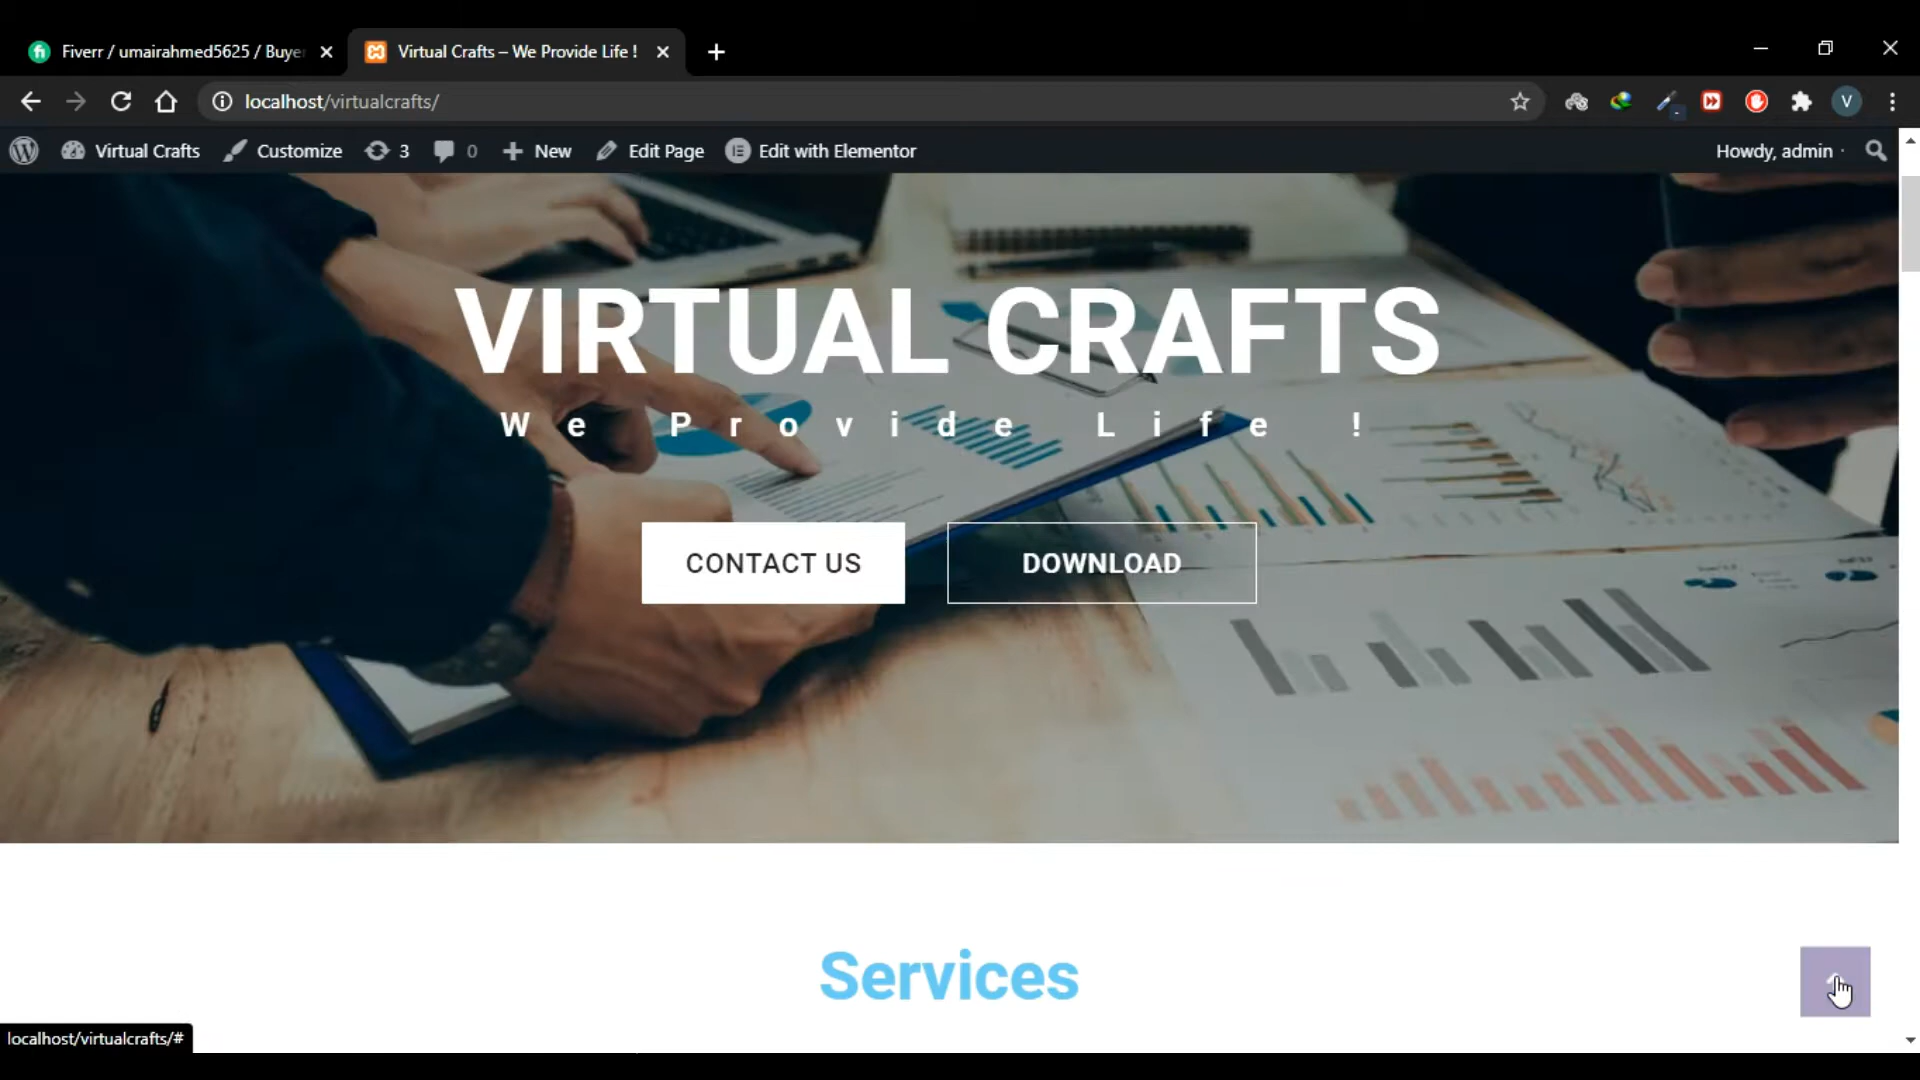 Fiverr / umairahmed5625 / Buye
Virtual Crafts – We Provide Life !
localhost/virtualcrafts/
V
Virtual Crafts
Customize
3
0
New
Edit Page
Edit with Elementor
Howdy, admin
VIRTUAL CRAFTS
We Provide Life !
CONTACT US
DOWNLOAD
Services
localhost/virtualcrafts/#